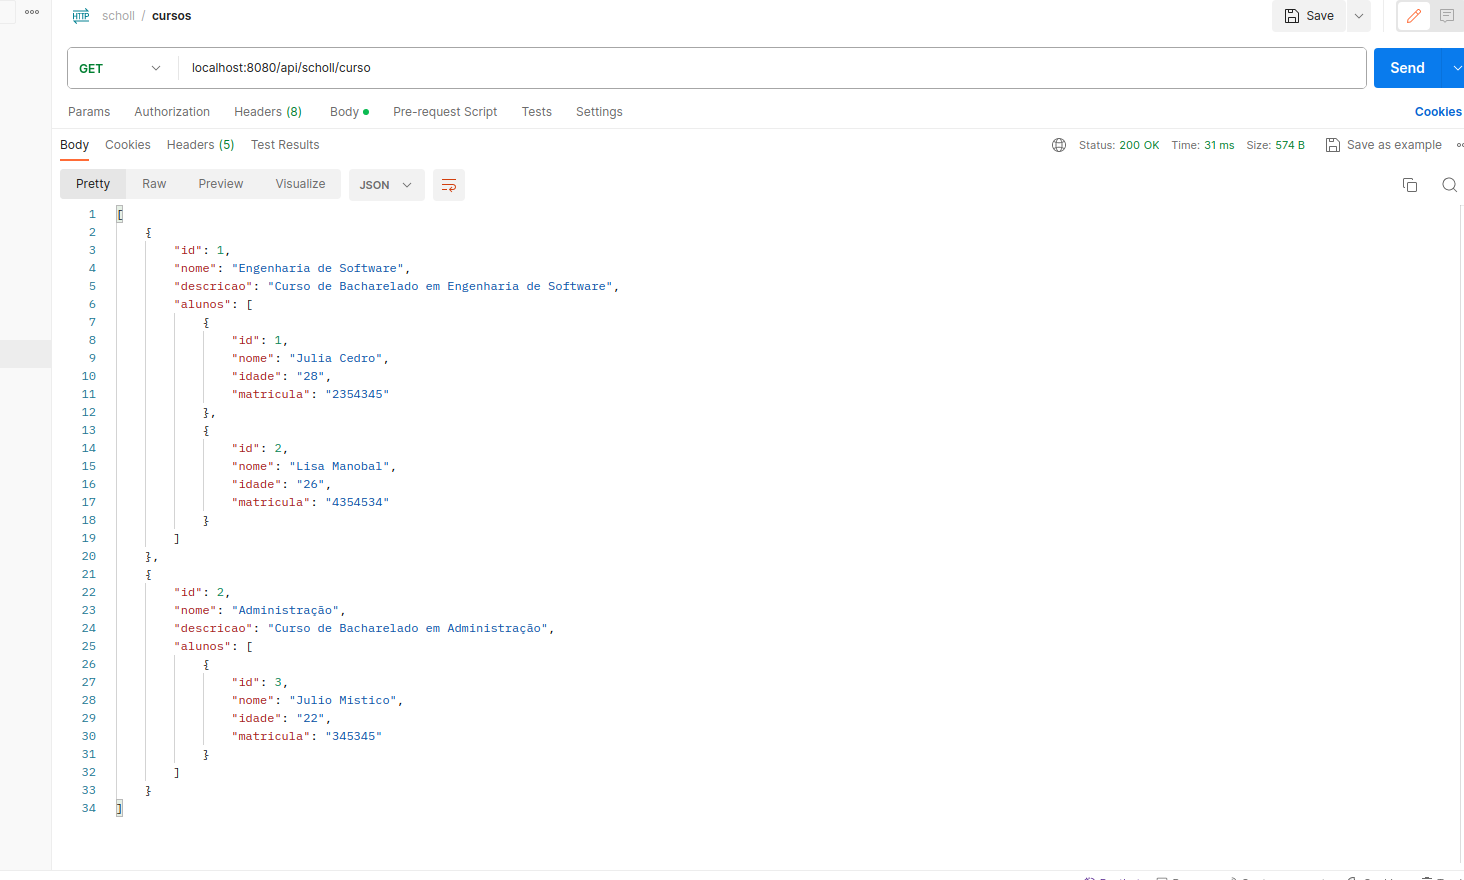 HTTP scholl / cursos Save
GET localhost:8080/api/scholl/curso Send
Params Authorization Headers (8) Body Pre-request Script Tests Settings Cookies
Body Cookies Headers (5) Test Results Status: 200 OK Time: 31 ms Size: 574 B Save as example
Pretty Raw Preview Visualize JSON
1 [
2 {
3 "id": 1,
4 "nome": "Engenharia de Software",
5 "descricao": "Curso de Bacharelado em Engenharia de Software",
6 "alunos": [
7 {
8 "id": 1,
9 "nome": "Julia Cedro",
10 "idade": "28",
11 "matricula": "2354345"
12 },
13 {
14 "id": 2,
15 "nome": "Lisa Manobal",
16 "idade": "26",
17 "matricula": "4354534"
18 }
19 ]
20 },
21 {
22 "id": 2,
23 "nome": "Administração",
24 "descricao": "Curso de Bacharelado em Administração",
25 "alunos": [
26 {
27 "id": 3,
28 "nome": "Julio Mistico",
29 "idade": "22",
30 "matricula": "345345"
31 }
32 ]
33 }
34 ]